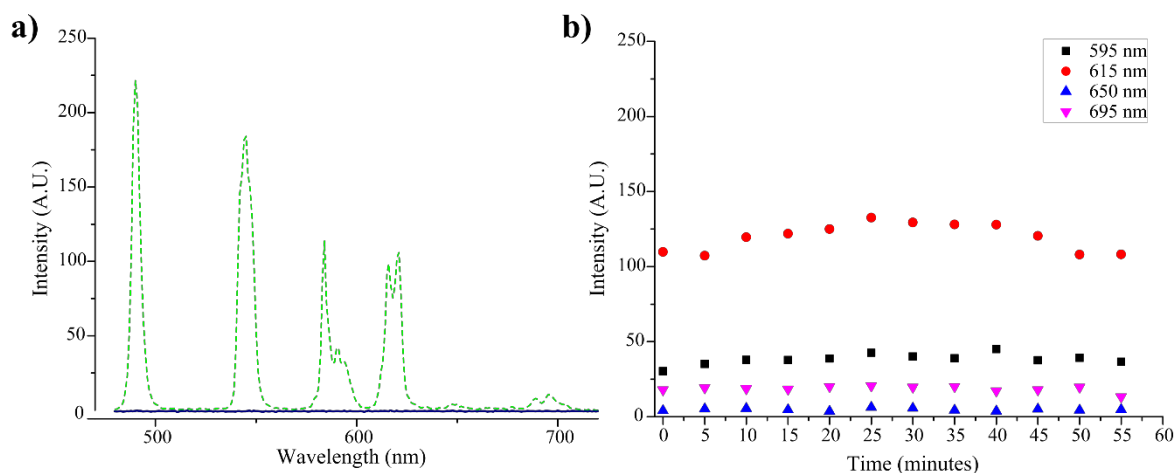 a)
250
200
150
100
50
0
Intensity (A.U.)
500
600
700
Wavelength (nm)
b)
250
200
150
100
50
0
Intensity (A.U.)
0 5 10 15 20 25 30 35 40 45 50 55 60
Time (minutes)
595 nm
615 nm
650 nm
695 nm